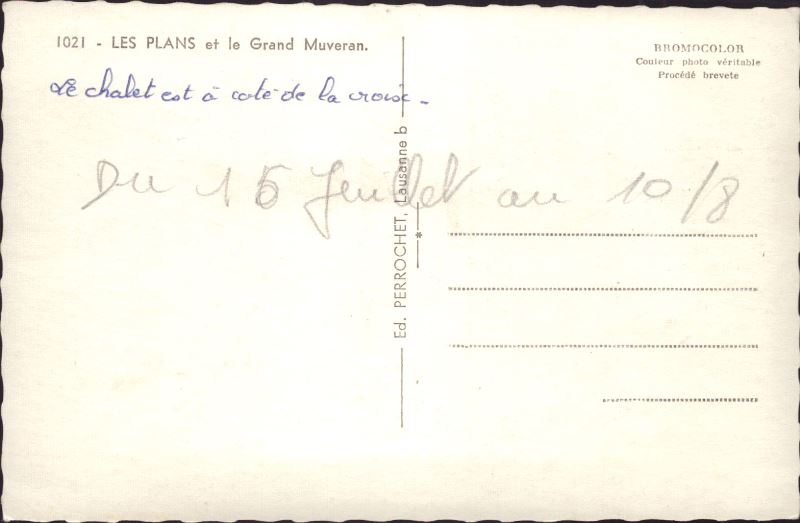 1021 - LES PLANS et le Grand Muveran.
BROMOCOLOR
Couleur photo véritable
Procédé brevete
Le chalet est à coté de la croix -
Du 15 Juillet au 10/8
Ed. PERROCHET, Lausanne b
*